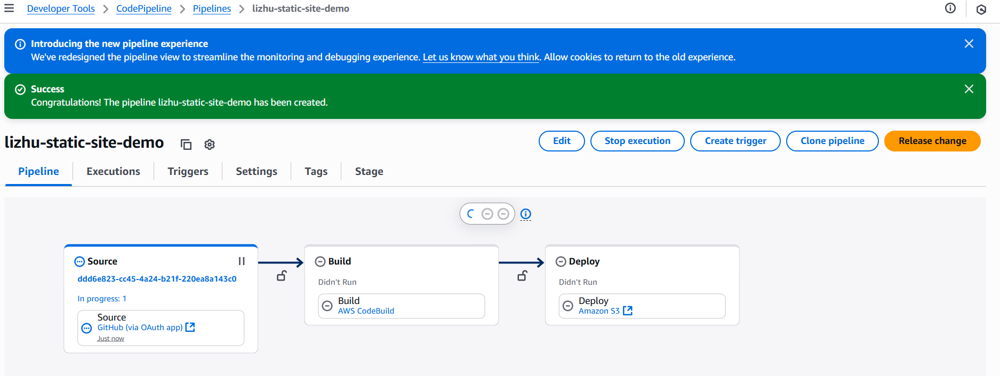 Developer Tools > CodePipeline > Pipelines > lizhu-static-site-demo
Introducing the new pipeline experience
We've redesigned the pipeline view to streamline the monitoring and debugging experience. Let us know what you think. Allow cookies to return to the old experience.
Success
Congratulations! The pipeline lizhu-static-site-demo has been created.
lizhu-static-site-demo
Edit
Stop execution
Create trigger
Clone pipeline
Release change
Pipeline
Executions
Triggers
Settings
Tags
Stage
Source
ddd6e823-cc45-4a24-b21f-220ea8a143c0
In progress: 1
Source
GitHub (via OAuth app)
Just now
Build
Didn't Run
Build
AWS CodeBuild
Deploy
Didn't Run
Deploy
Amazon S3